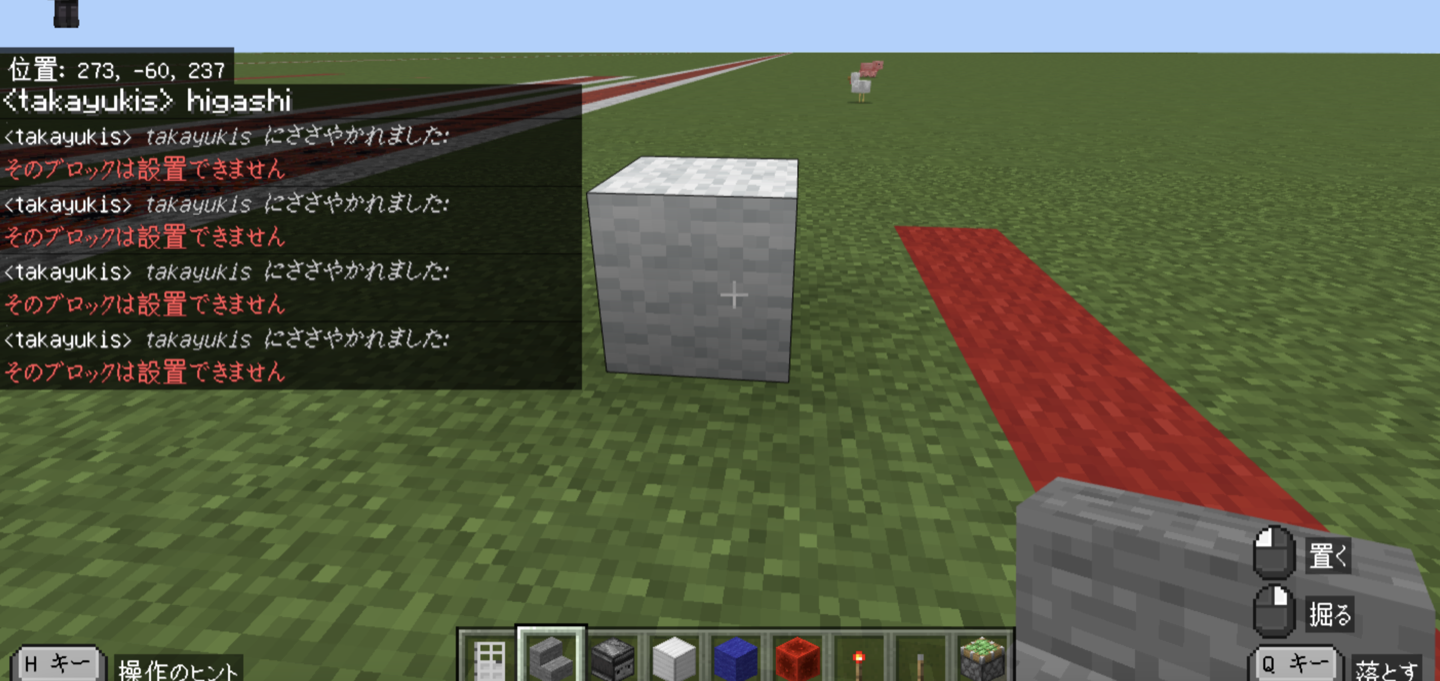 位置: 273, -60, 237
<takayukis> higashi
<takayukis> takayukis にささやかれました:
そのブロックは設置できません
<takayukis> takayukis にささやかれました:
そのブロックは設置できません
<takayukis> takayukis にささやかれました:
そのブロックは設置できません
<takayukis> takayukis にささやかれました:
そのブロックは設置できません
置く
掘る
H キー 操作のヒント
Q キー 落とす